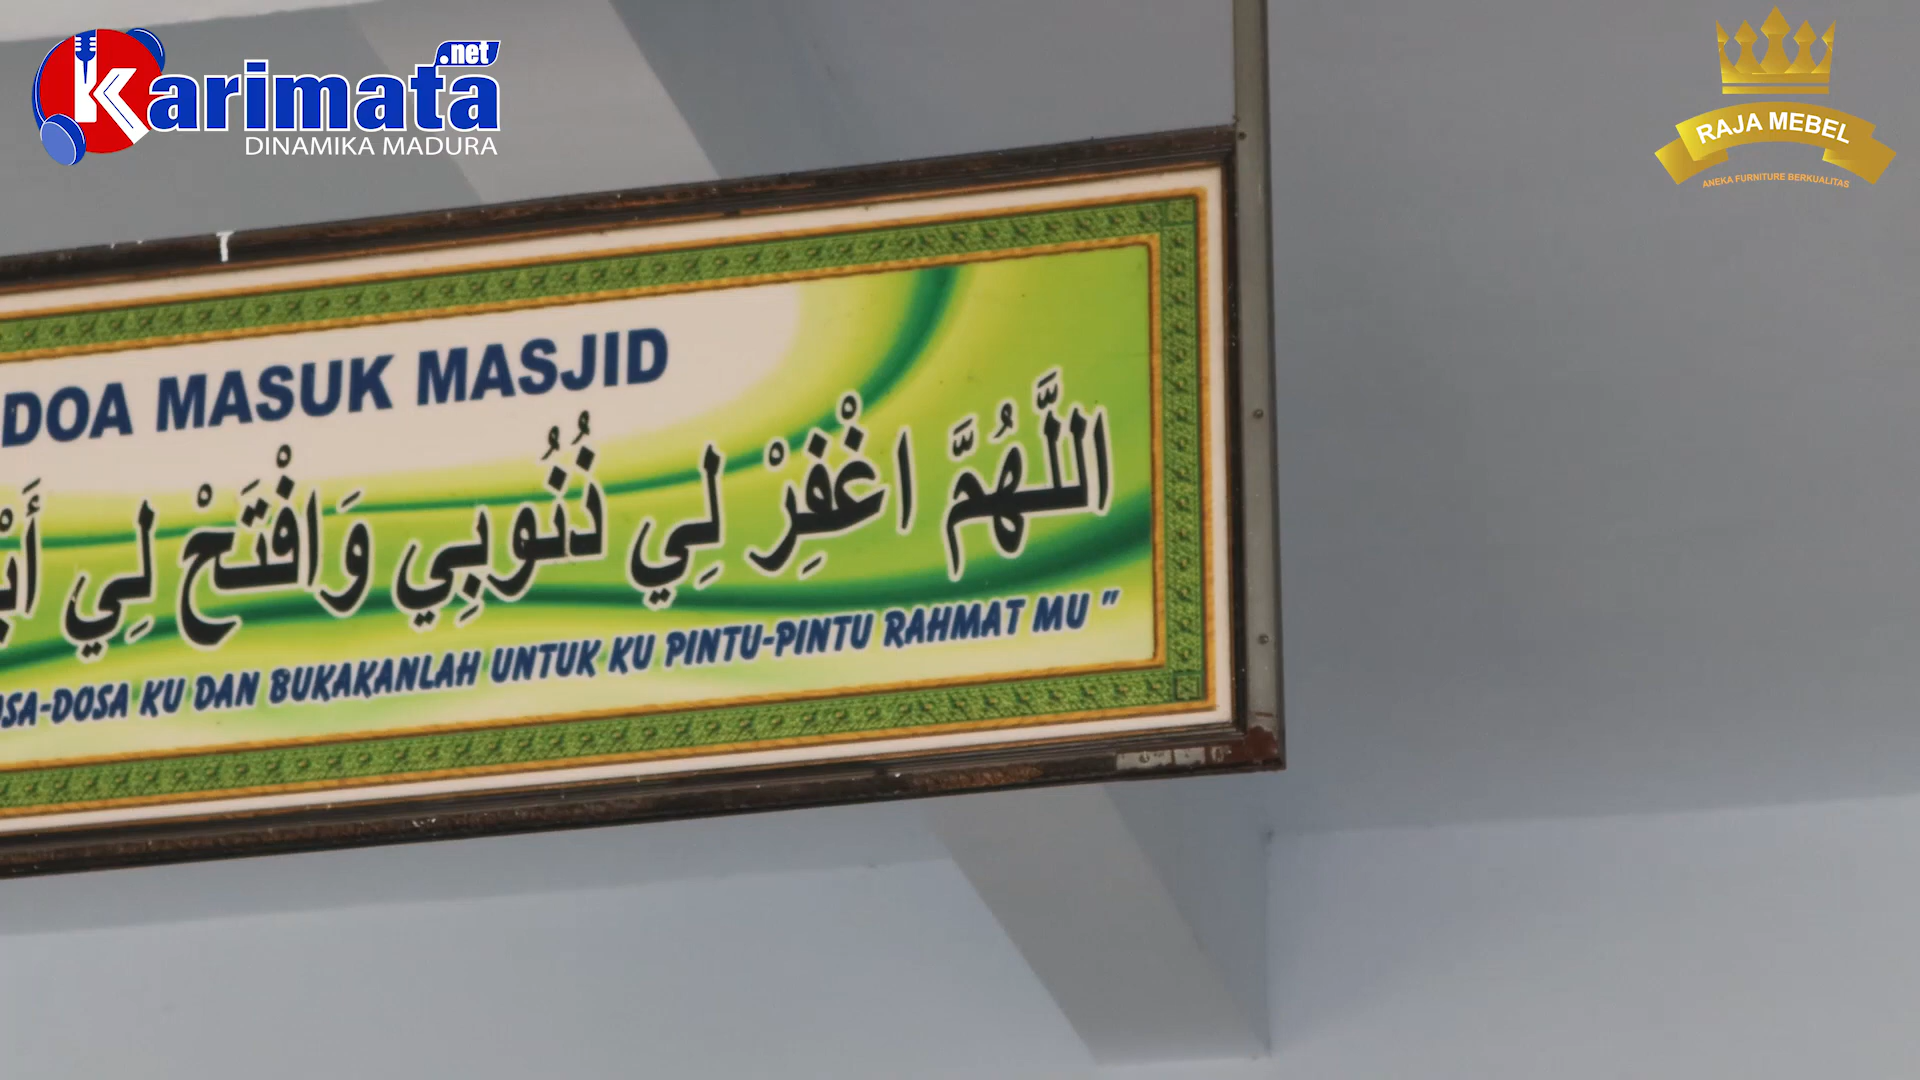 Karimata.net
DINAMIKA MADURA
RAJA MEBEL
ANEKA FURNITURE BERKUALITAS
DOA MASUK MASJID
اللَّهُمَّ اغْفِرْ لِي ذُنُوبِي وَافْتَحْ لِي
-DOSA KU DAN BUKAKANLAH UNTUK KU PINTU-PINTU RAHMAT MU "